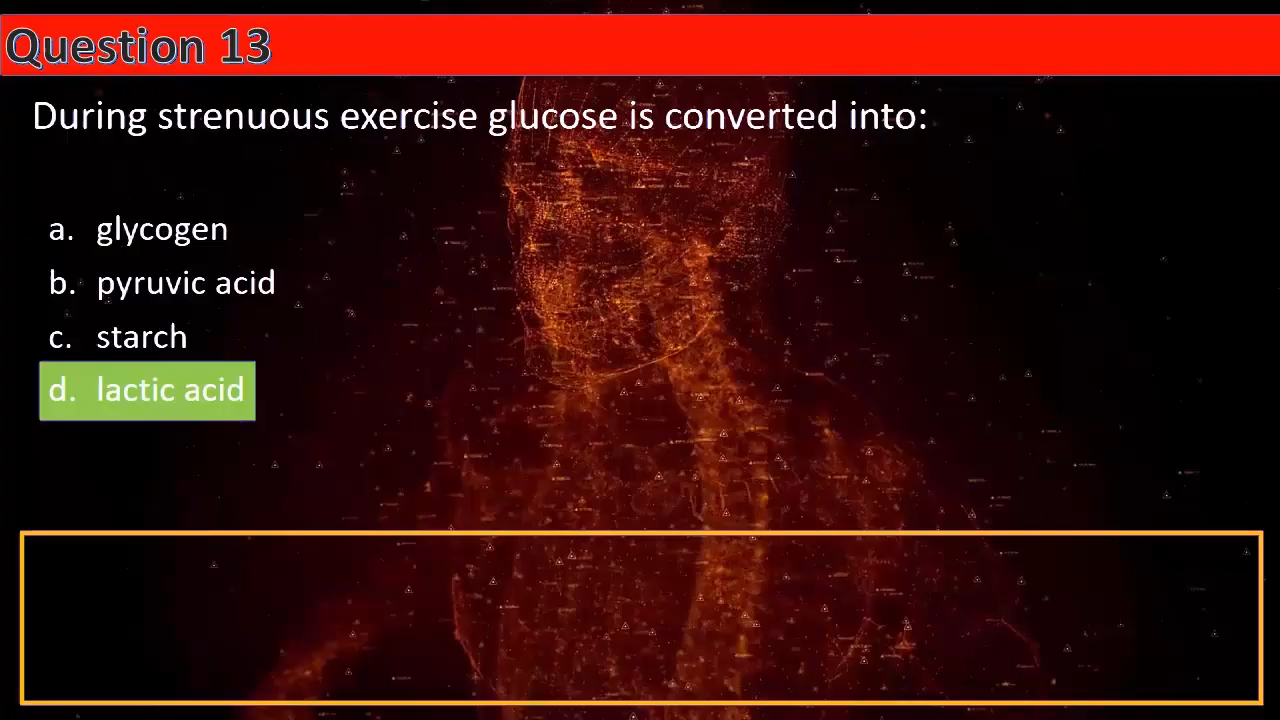 Question 13
During strenuous exercise glucose is converted into:
a. glycogen
b. pyruvic acid
c. starch
d. lactic acid